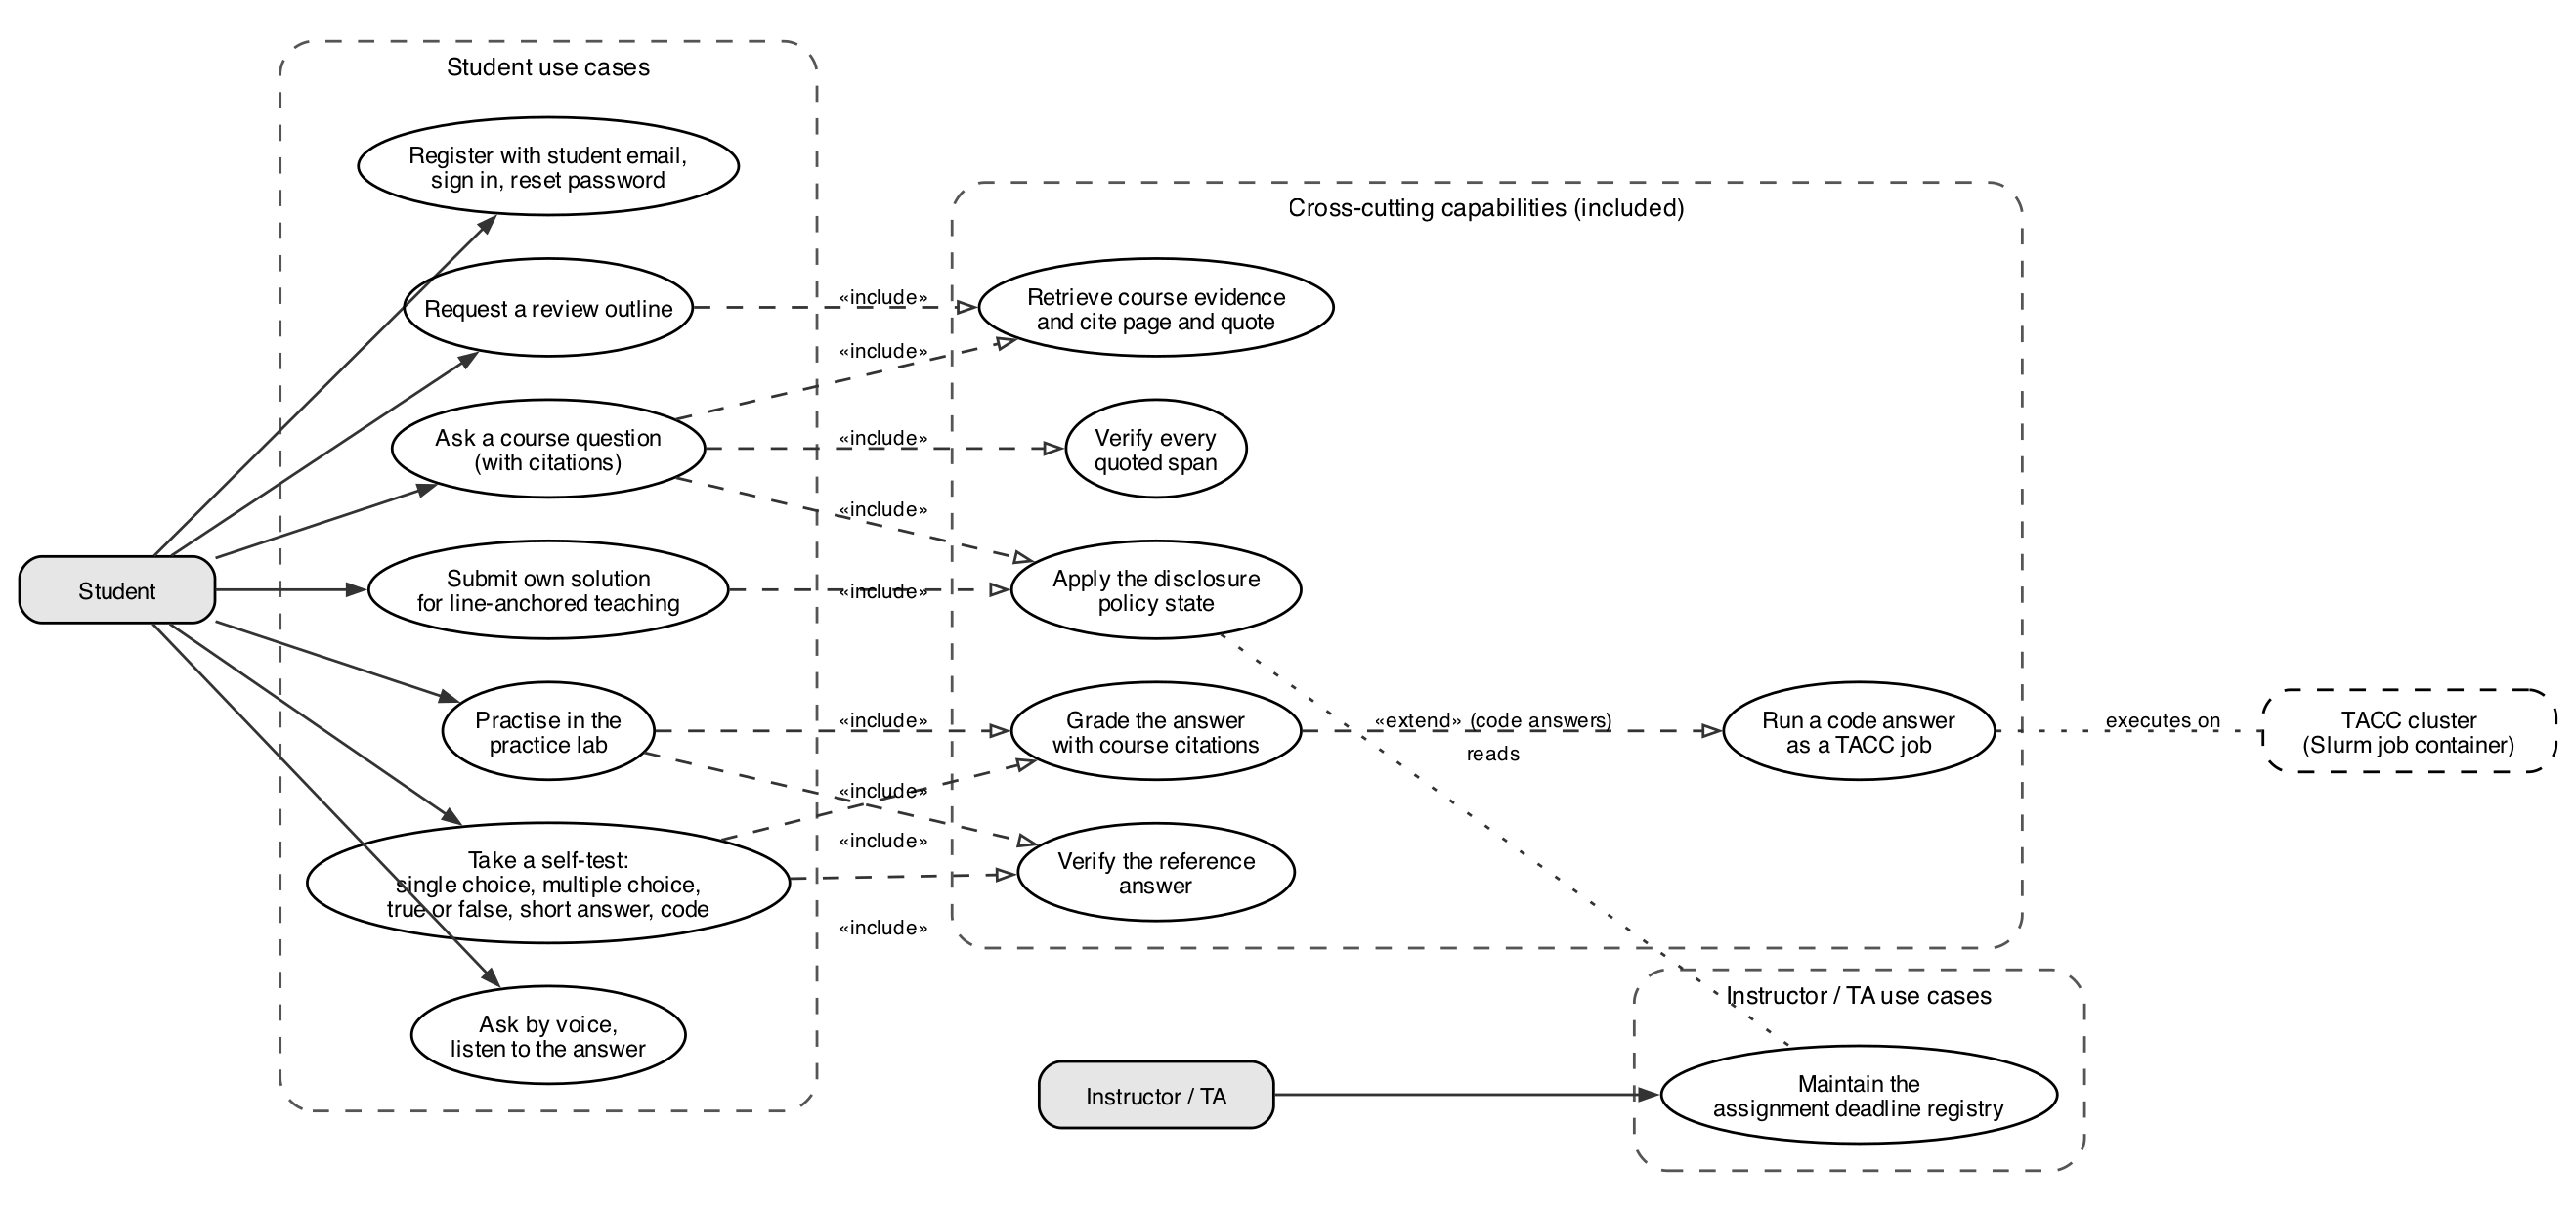 Student use cases
Register with student email,
sign in, reset password
Request a review outline
Ask a course question
(with citations)
Student
Submit own solution
for line-anchored teaching
Practise in the
practice lab
Take a self-test:
single choice, multiple choice,
true or false, short answer, code
Ask by voice,
listen to the answer
«include»
«include»
«include»
«include»
«include»
«include»
«include»
«include»
«include»
Cross-cutting capabilities (included)
Retrieve course evidence
and cite page and quote
Verify every
quoted span
Apply the disclosure
policy state
Grade the answer
with course citations
Verify the reference
answer
«extend» (code answers)
reads
Run a code answer
as a TACC job
executes on
TACC cluster
(Slurm job container)
Instructor / TA
Instructor / TA use cases
Maintain the
assignment deadline registry